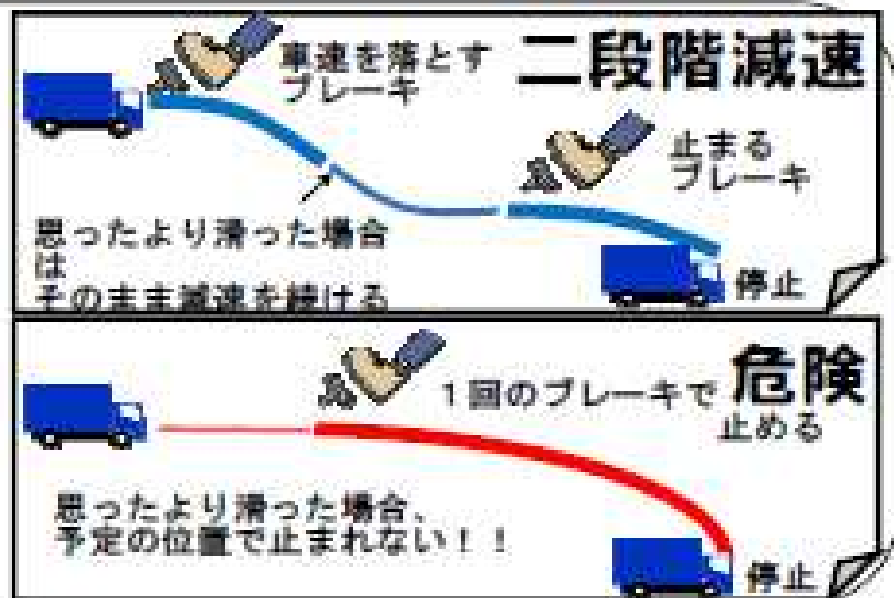 二段階減速
車速を落とす
ブレーキ
止まる
ブレーキ
思ったより滑った場合
は
そのまま減速を続ける
停止
危険
1回のブレーキで
止める
思ったより滑った場合、
予定の位置で止まれない！！
停止